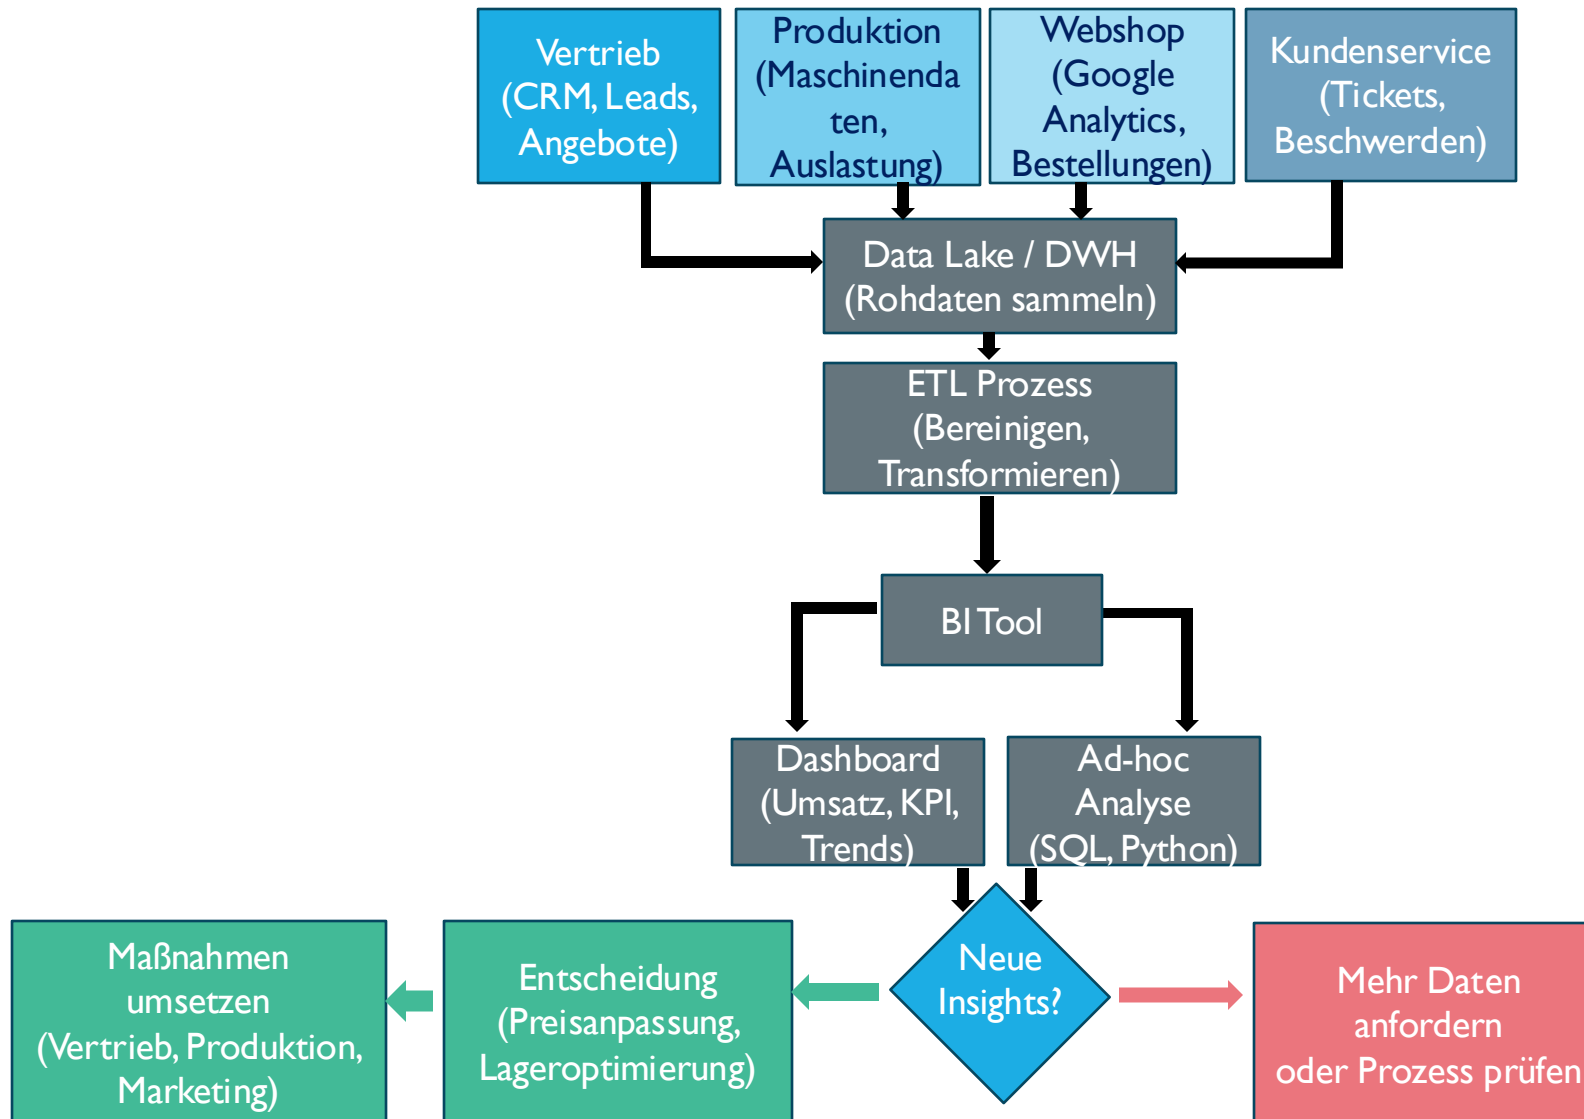 Vertrieb
(CRM, Leads,
Angebote)
Produktion
(Maschinenda
ten,
Auslastung)
Webshop
(Google
Analytics,
Bestellungen)
Kundenservice
(Tickets,
Beschwerden)
Data Lake / DWH
(Rohdaten sammeln)
ETL Prozess
(Bereinigen,
Transformieren)
BI Tool
Dashboard
(Umsatz, KPI,
Trends)
Ad-hoc
Analyse
(SQL, Python)
Neue
Insights?
Maßnahmen
umsetzen
(Vertrieb, Produktion,
Marketing)
Entscheidung
(Preisanpassung,
Lageroptimierung)
Mehr Daten
anfordern
oder Prozess prüfen